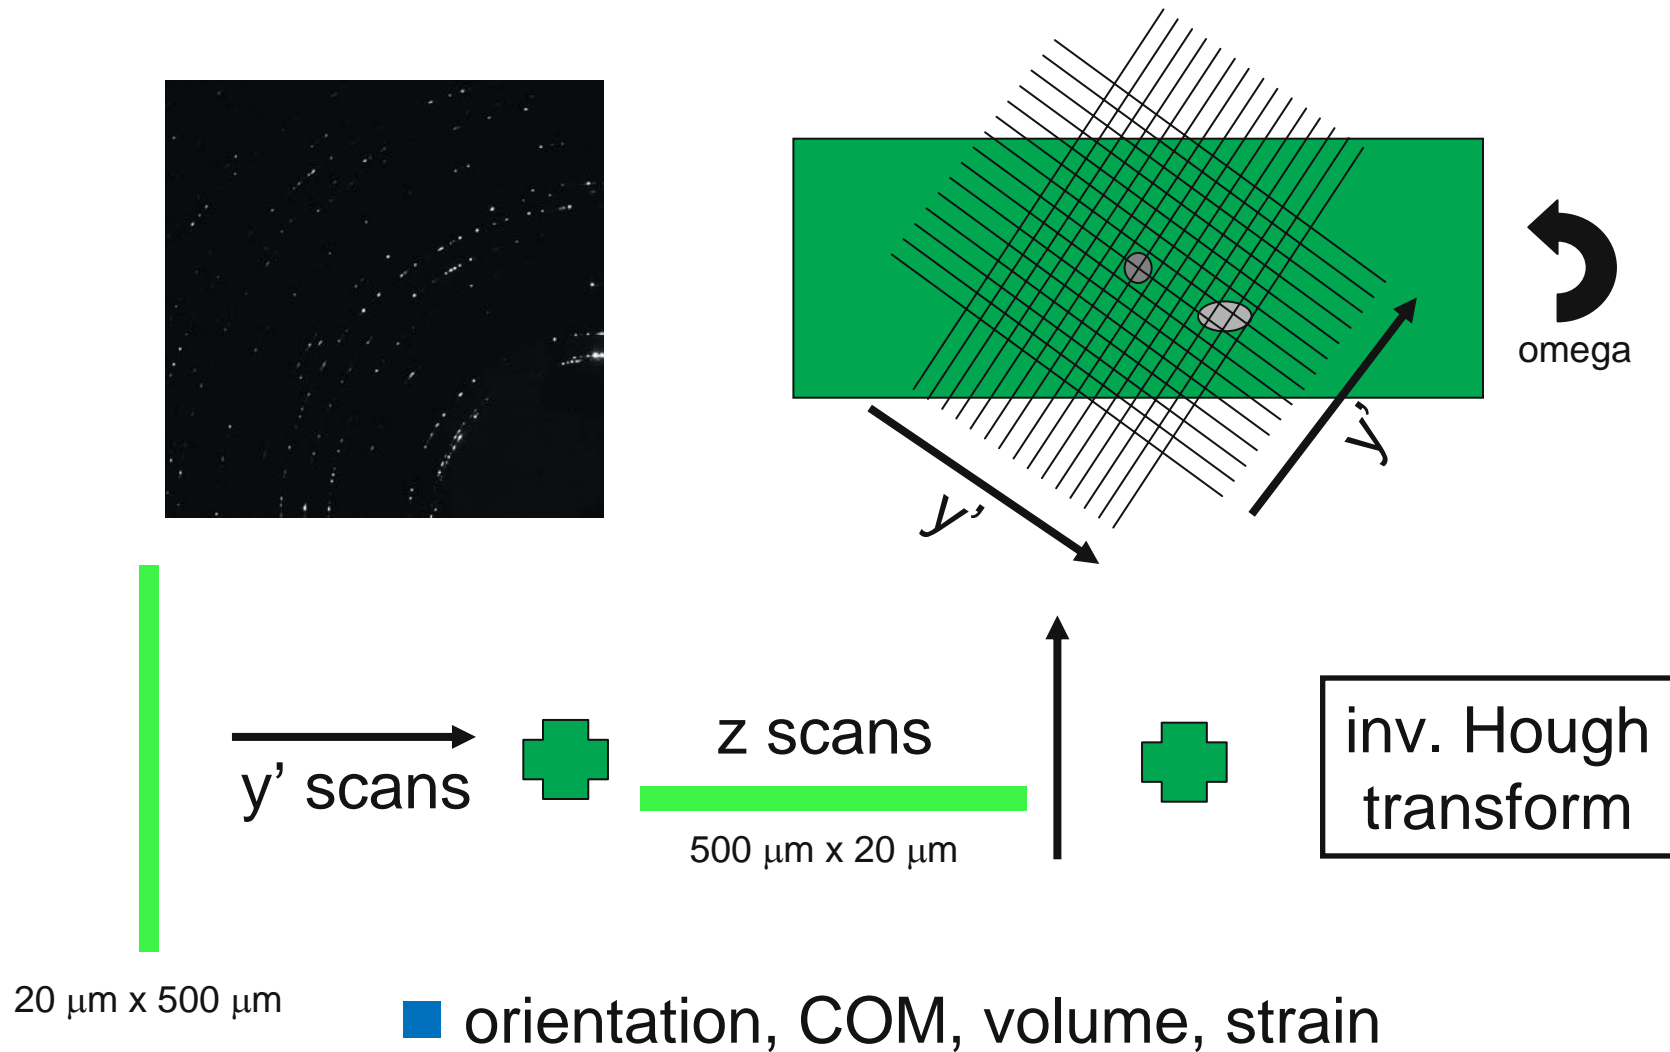 omega
y’
y’
y’ scans
z scans
500 μm x 20 μm
inv. Hough
transform
20 μm x 500 μm
orientation, COM, volume, strain